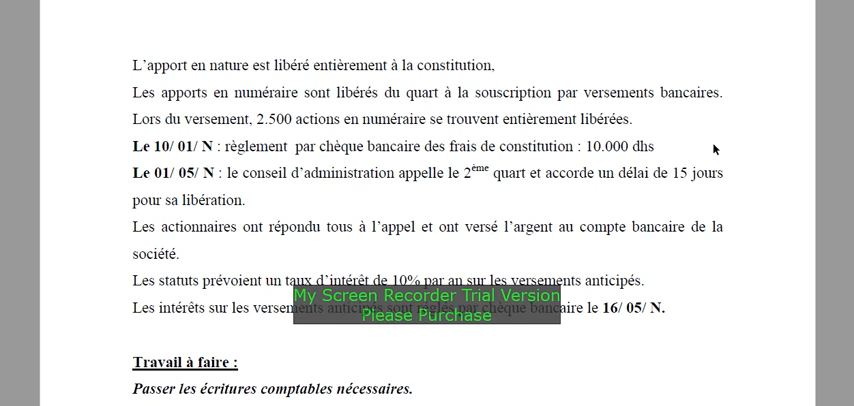 L'apport en nature est libéré entièrement à la constitution,
Les apports en numéraire sont libérés du quart à la souscription par versements bancaires.
Lors du versement, 2.500 actions en numéraire se trouvent entièrement libérées.
Le 10/ 01/ N : règlement par chèque bancaire des frais de constitution : 10.000 dhs
Le 01/ 05/ N : le conseil d'administration appelle le 2ème quart et accorde un délai de 15 jours
pour sa libération.
Les actionnaires ont répondu tous à l'appel et ont versé l'argent au compte bancaire de la
société.
Les statuts prévoient un taux d'intérêt de 10% par an sur les versements anticipés.
My Screen Recorder Trial Version
Les intérêts sur les versements anticipés sont réglés par chèque bancaire le 16/ 05/ N.
Please Purchase
Travail à faire :
Passer les écritures comptables nécessaires.